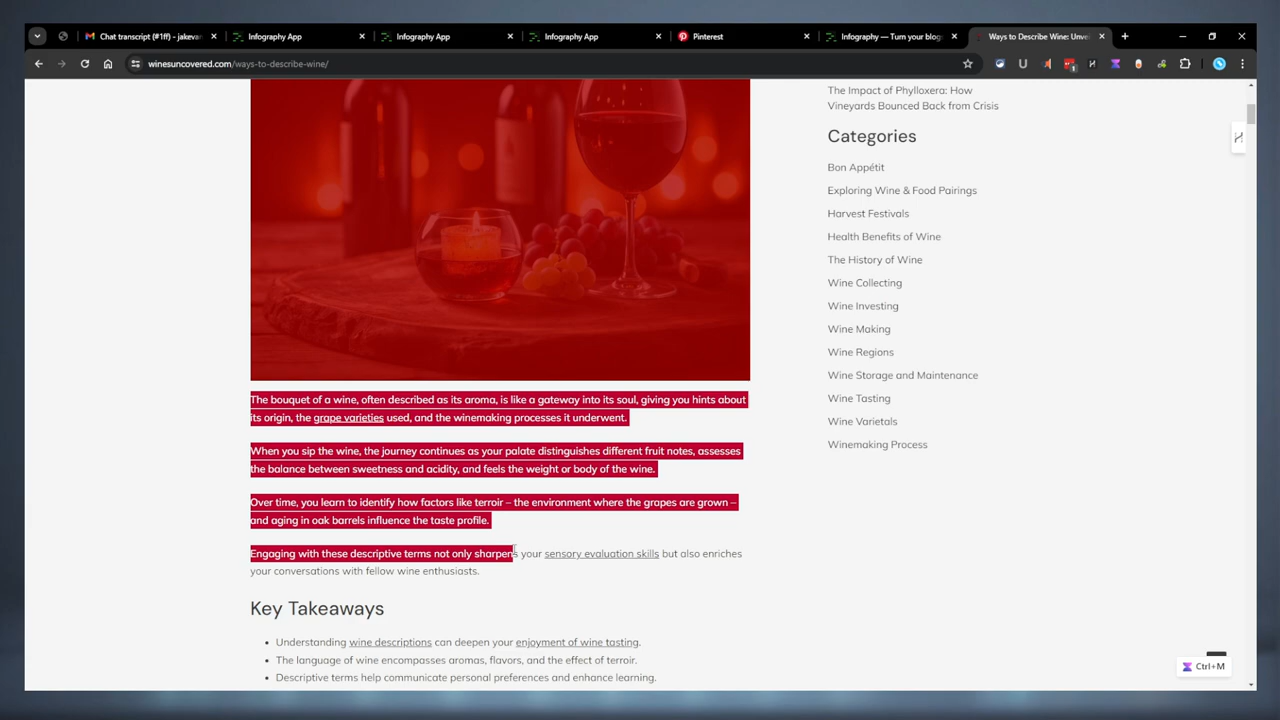 Chat transcript (#1ff) - jakeva
Infography App
Infography App
Infography App
Pinterest
Infography — Turn your blog
Ways to Describe Wine: Unvei
winesuncovered.com/ways-to-describe-wine/
The Impact of Phylloxera: How
Vineyards Bounced Back from Crisis
Categories
Bon Appétit
Exploring Wine & Food Pairings
Harvest Festivals
Health Benefits of Wine
The History of Wine
Wine Collecting
Wine Investing
Wine Making
Wine Regions
Wine Storage and Maintenance
Wine Tasting
Wine Varietals
Winemaking Process
The bouquet of a wine, often described as its aroma, is like a gateway into its soul, giving you hints about
its origin, the grape varieties used, and the winemaking processes it underwent.
When you sip the wine, the journey continues as your palate distinguishes different fruit notes, assesses
the balance between sweetness and acidity, and feels the weight or body of the wine.
Over time, you learn to identify how factors like terroir – the environment where the grapes are grown –
and aging in oak barrels influence the taste profile.
Engaging with these descriptive terms not only sharpens your sensory evaluation skills but also enriches
your conversations with fellow wine enthusiasts.
Key Takeaways
• Understanding wine descriptions can deepen your enjoyment of wine tasting.
• The language of wine encompasses aromas, flavors, and the effect of terroir.
• Descriptive terms help communicate personal preferences and enhance learning.
Ctrl+M